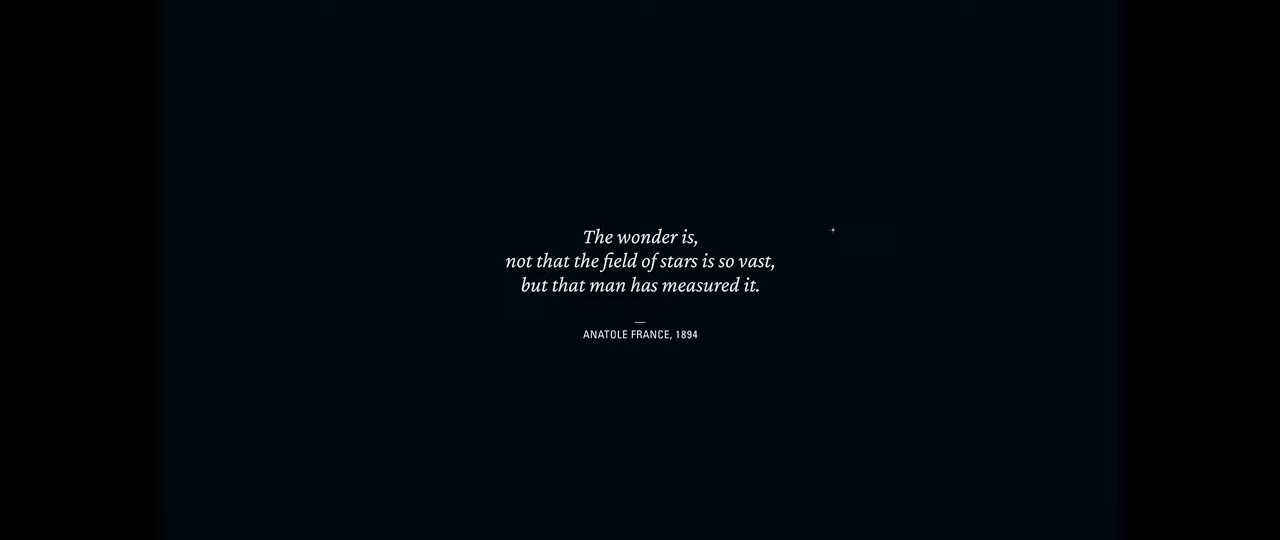 The wonder is,
not that the field of stars is so vast,
but that man has measured it.
ANATOLE FRANCE, 1894